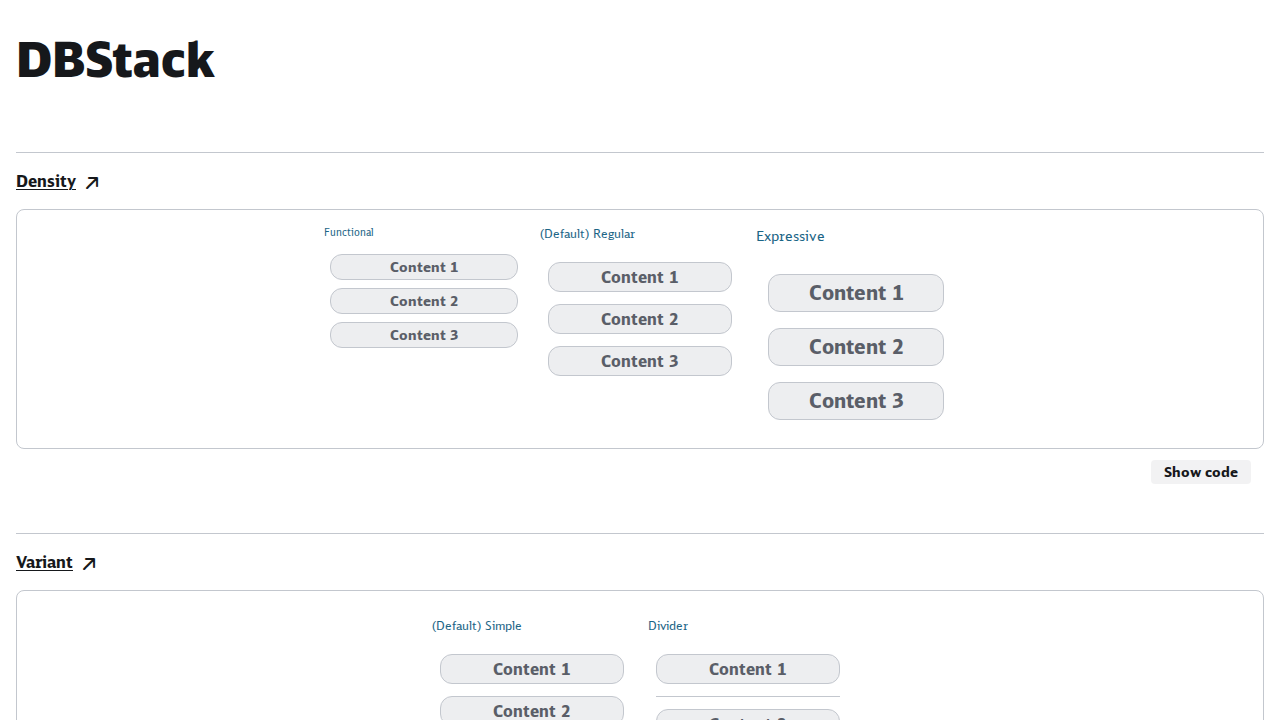 DBStack
Density
Functional
Content 1
Content 2
Content 3
(Default) Regular
Content 1
Content 2
Content 3
Expressive
Content 1
Content 2
Content 3
Show code
Variant
(Default) Simple
Content 1
Content 2
Divider
Content 1